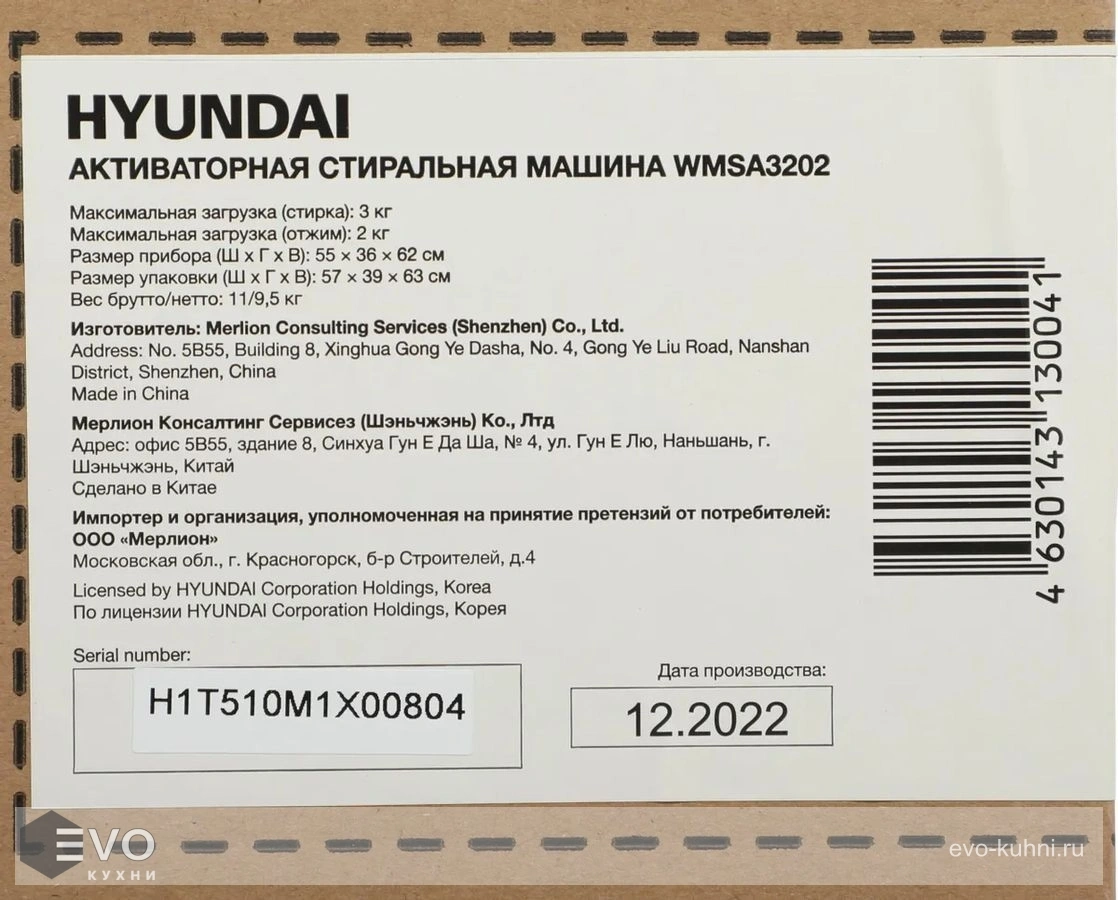 HYUNDAI
АКТИВАТОРНАЯ СТИРАЛЬНАЯ МАШИНА WMSA3202
Максимальная загрузка (стирка): 3 кг
Максимальная загрузка (отжим): 2 кг
Размер прибора (Ш х Г х В): 55 × 36 × 62 см
Размер упаковки (Ш х Г х В): 57 × 39 × 63 см
Вес брутто/нетто: 11/9,5 кг
Изготовитель: Merlion Consulting Services (Shenzhen) Co., Ltd.
Address: No. 5B55, Building 8, Xinghua Gong Ye Dasha, No. 4, Gong Ye Liu Road, Nanshan
District, Shenzhen, China
Made in China
Мерлион Консалтинг Сервисез (Шэньчжэнь) Ко., Лтд
Адрес: офис 5B55, здание 8, Синхуа Гун Е Да Ша, № 4, ул. Гун Е Лю, Наньшань, г.
Шэньчжэнь, Китай
Сделано в Китае
Импортер и организация, уполномоченная на принятие претензий от потребителей:
ООО «Мерлион»
Московская обл., г. Красногорск, б-р Строителей, д.4
Licensed by HYUNDAI Corporation Holdings, Korea
По лицензии HYUNDAI Corporation Holdings, Корея
Serial number:
H1T510M1X00804
Дата производства:
12.2022
4 630143 130041
EVO
КУХНИ
evo-kuhni.ru